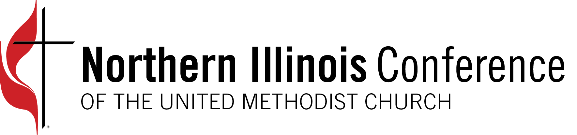 Northern Illinois Conference
OF THE UNITED METHODIST CHURCH